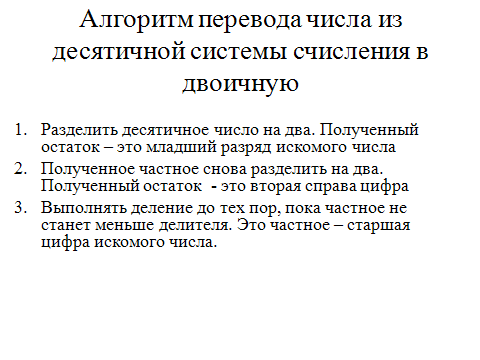 Алгоритм перевода числа из
десятичной системы счисления в
двоичную
1. Разделить десятичное число на два. Полученный
остаток – это младший разряд искомого числа
2. Полученное частное снова разделить на два.
Полученный остаток - это вторая справа цифра
3. Выполнять деление до тех пор, пока частное не
станет меньше делителя. Это частное – старшая
цифра искомого числа.